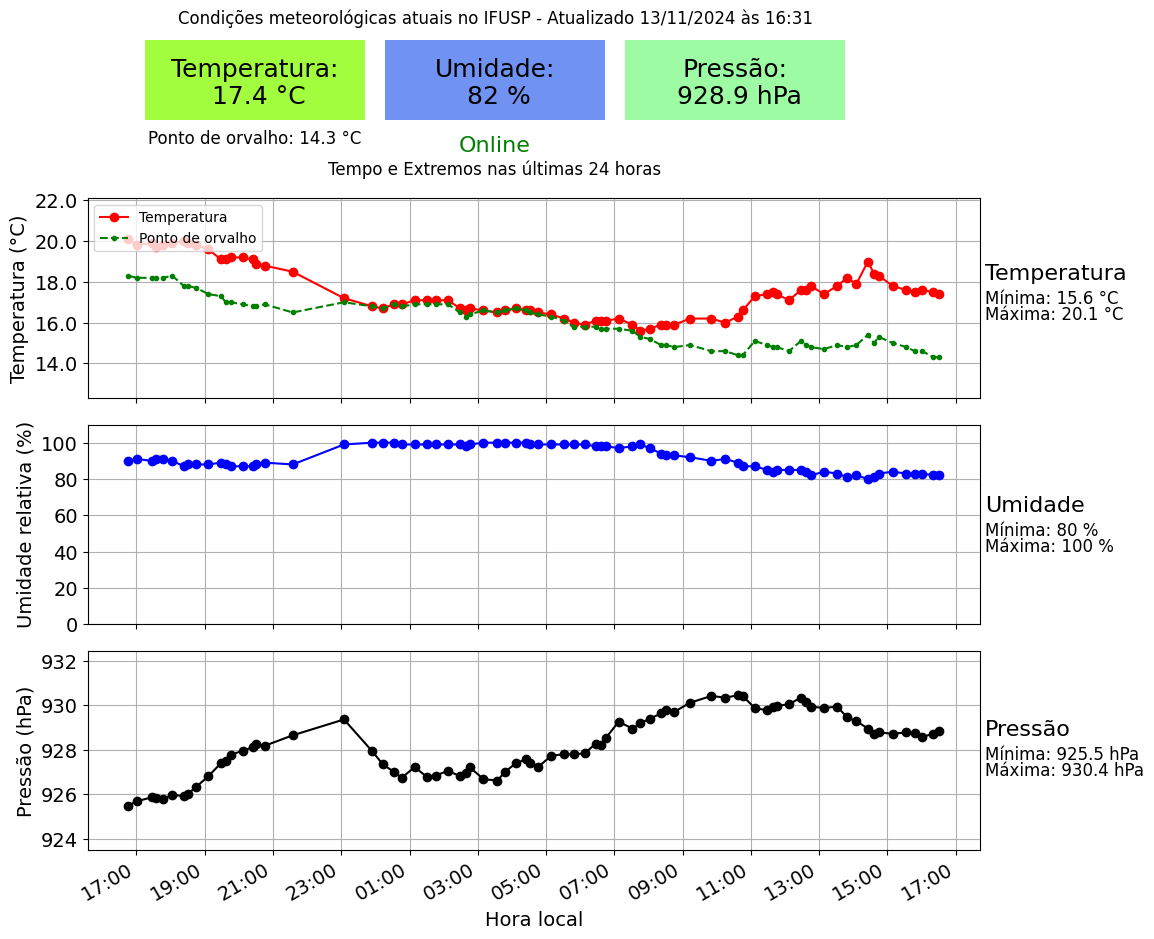 Condições meteorológicas atuais no IFUSP - Atualizado 13/11/2024 às 16:31
Temperatura:
17.4 °C
Umidade:
82 %
Pressão:
928.9 hPa
Ponto de orvalho: 14.3 °C
Online
Tempo e Extremos nas últimas 24 horas
Temperatura (°C)
22.0
20.0
18.0
16.0
14.0
Temperatura
Ponto de orvalho
Temperatura
Mínima: 15.6 °C
Máxima: 20.1 °C
Umidade relativa (%)
100
80
60
40
20
0
Umidade
Mínima: 80 %
Máxima: 100 %
Pressão (hPa)
932
930
928
926
924
Pressão
Mínima: 925.5 hPa
Máxima: 930.4 hPa
17:00 19:00 21:00 23:00 01:00 03:00 05:00 07:00 09:00 11:00 13:00 15:00 17:00
Hora local